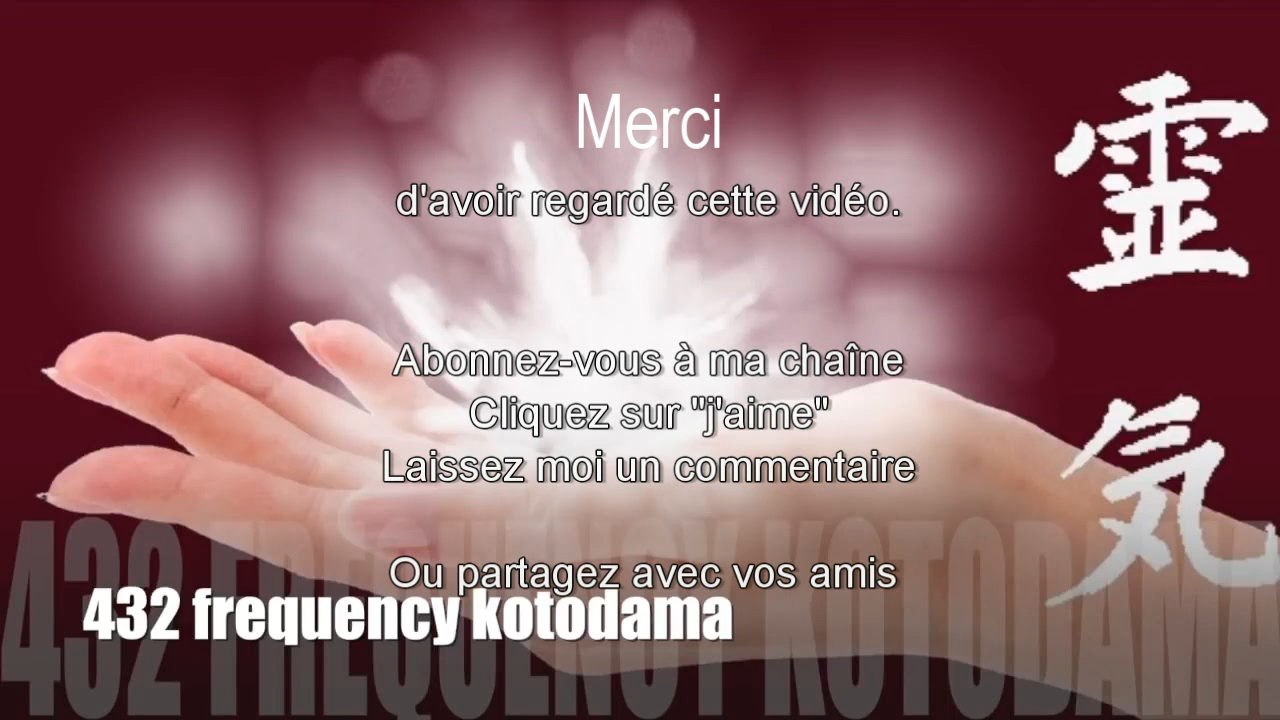 Merci
d'avoir regardé cette vidéo.
Abonnez-vous à ma chaîne
Cliquez sur "j'aime"
Laissez moi un commentaire
Ou partagez avec vos amis
432 frequency kotodama
432 FREQUENCY KOTODAMA
靈
気